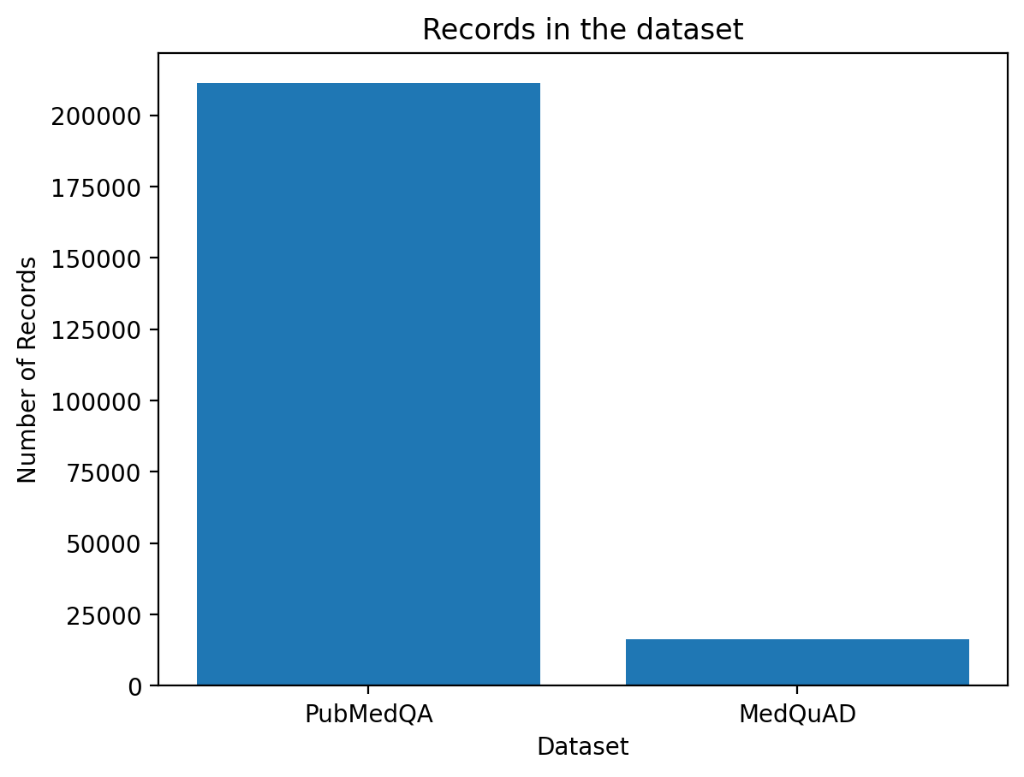 Records in the dataset
Number of Records
200000
175000
150000
125000
100000
75000
50000
25000
0
PubMedQA
MedQuAD
Dataset